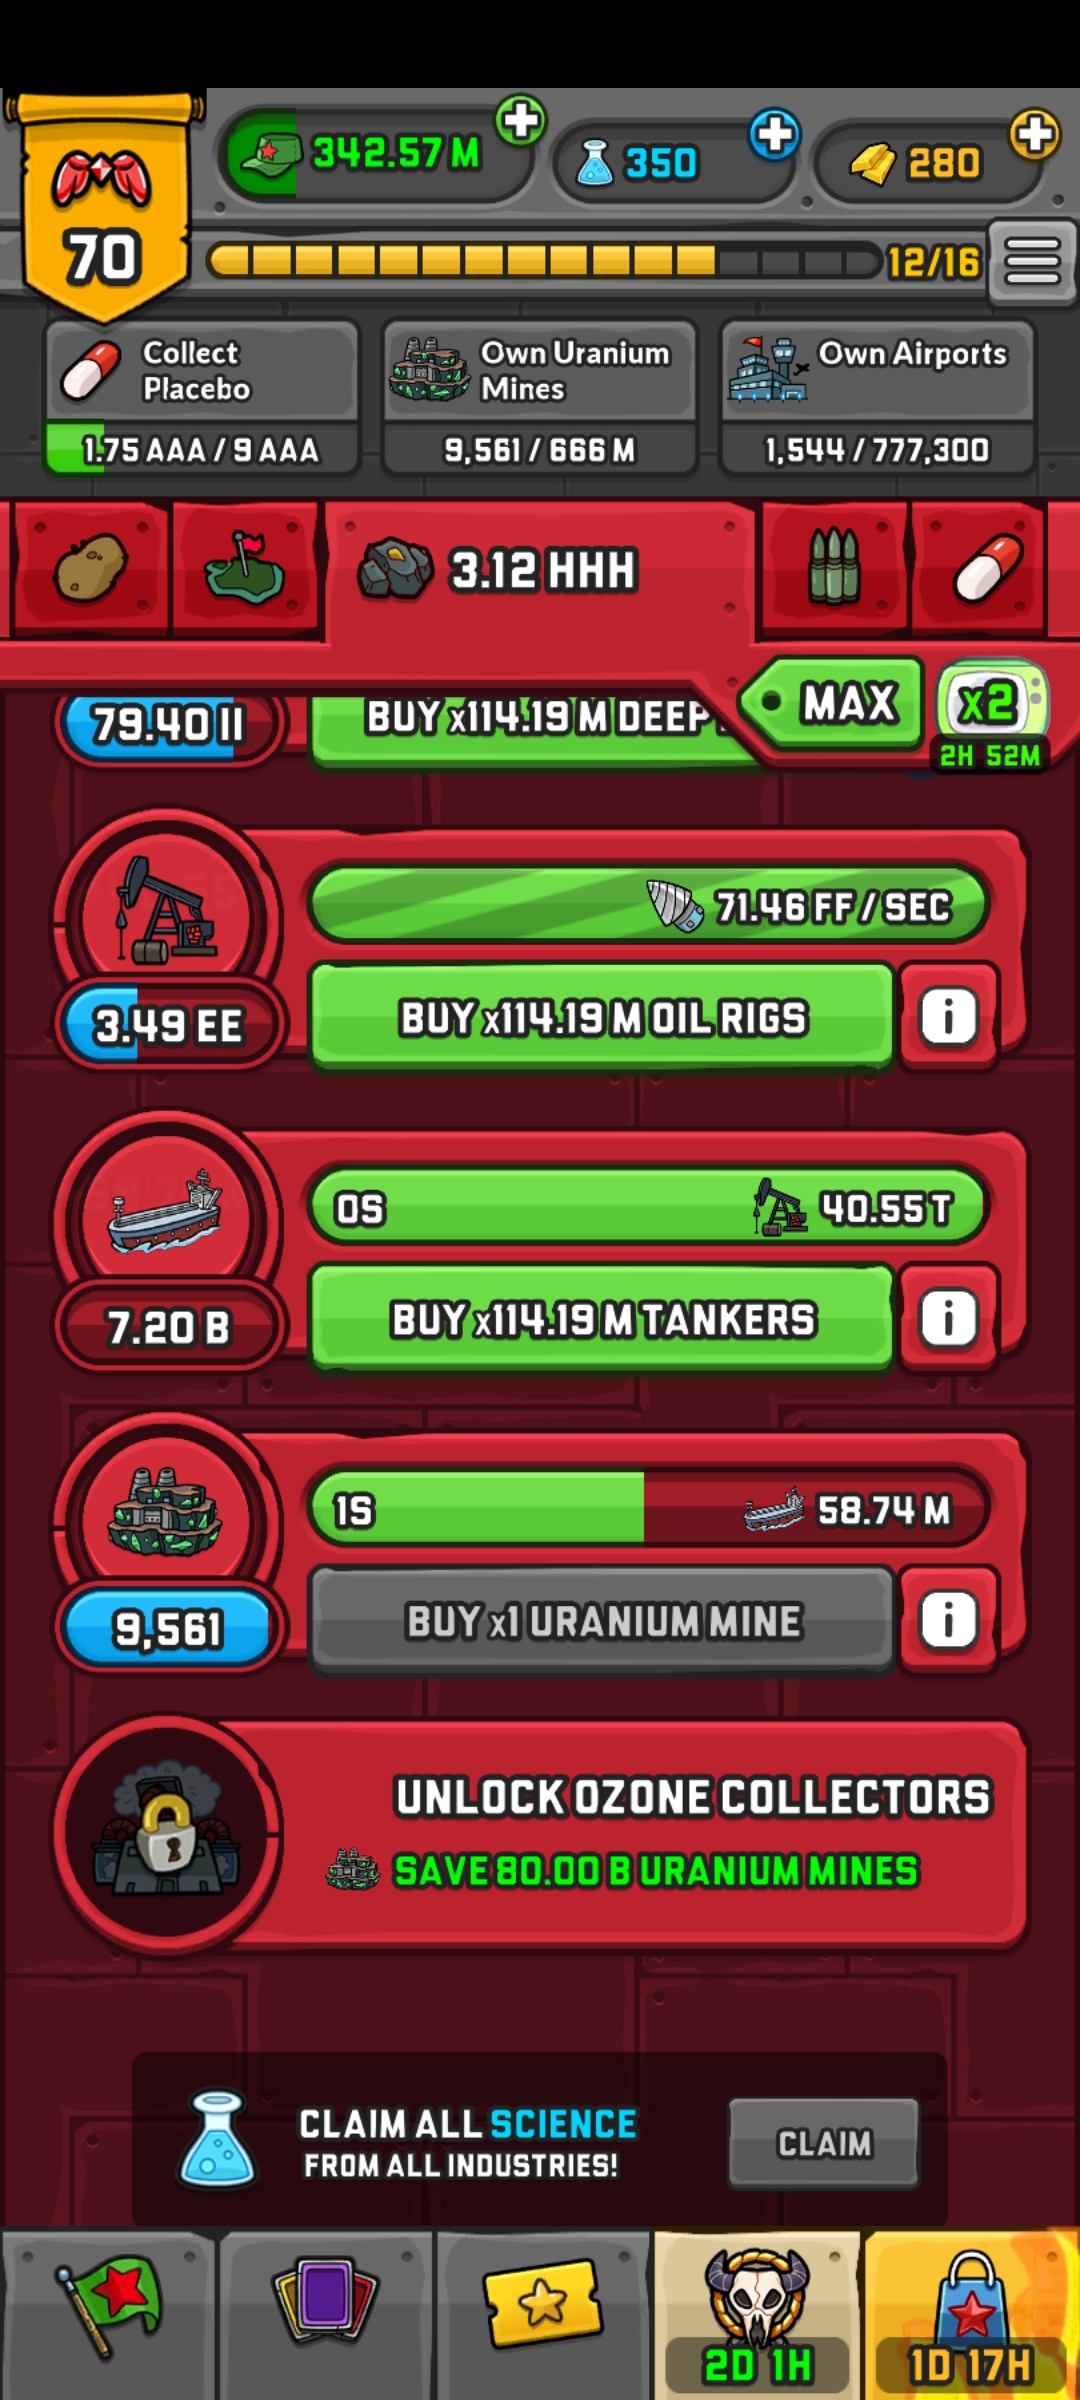 342.57 M
350
280
70
12/16
Collect
Placebo
1.75 AAA / 9 AAA
Own Uranium
Mines
9,561 / 666 M
Own Airports
1,544 / 777,300
3.12 HHH
MAX
x2
2H 52M
79.40 II
BUY x114.19 M DEEP
71.46 FF / SEC
3.49 EE
BUY x114.19 M OIL RIGS
i
0S
40.55 T
7.20 B
BUY x114.19 M TANKERS
i
1S
58.74 M
9,561
BUY x1 URANIUM MINE
i
UNLOCK OZONE COLLECTORS
SAVE 80.00 B URANIUM MINES
CLAIM ALL SCIENCE
FROM ALL INDUSTRIES!
CLAIM
2D 1H
1D 17H